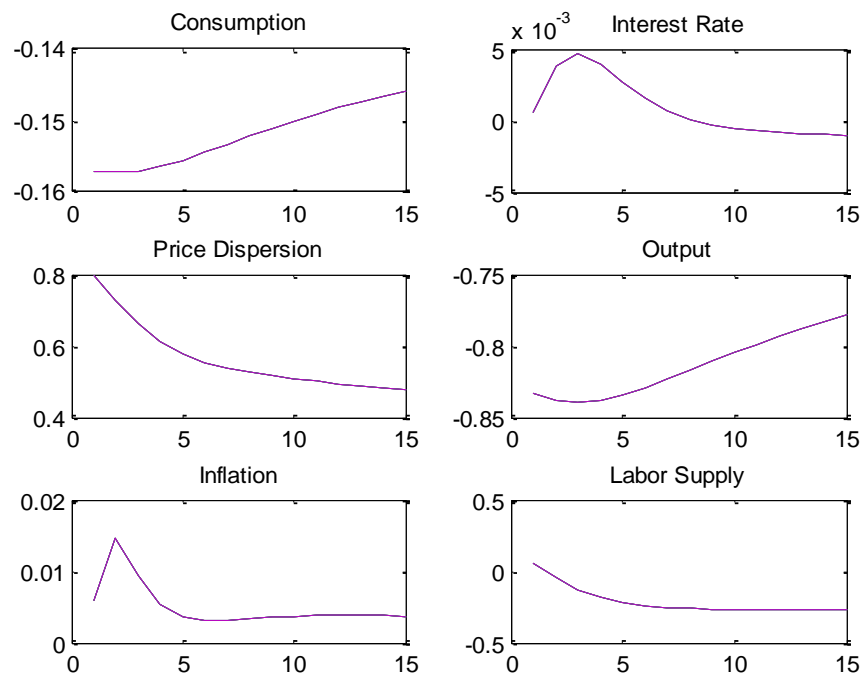 Consumption
-0.14
-0.15
-0.16
0 5 10 15
Interest Rate
x 10^-3
5
0
-5
0 5 10 15
Price Dispersion
0.8
0.6
0.4
0 5 10 15
Output
-0.75
-0.8
-0.85
0 5 10 15
Inflation
0.02
0.01
0
0 5 10 15
Labor Supply
0.5
0
-0.5
0 5 10 15